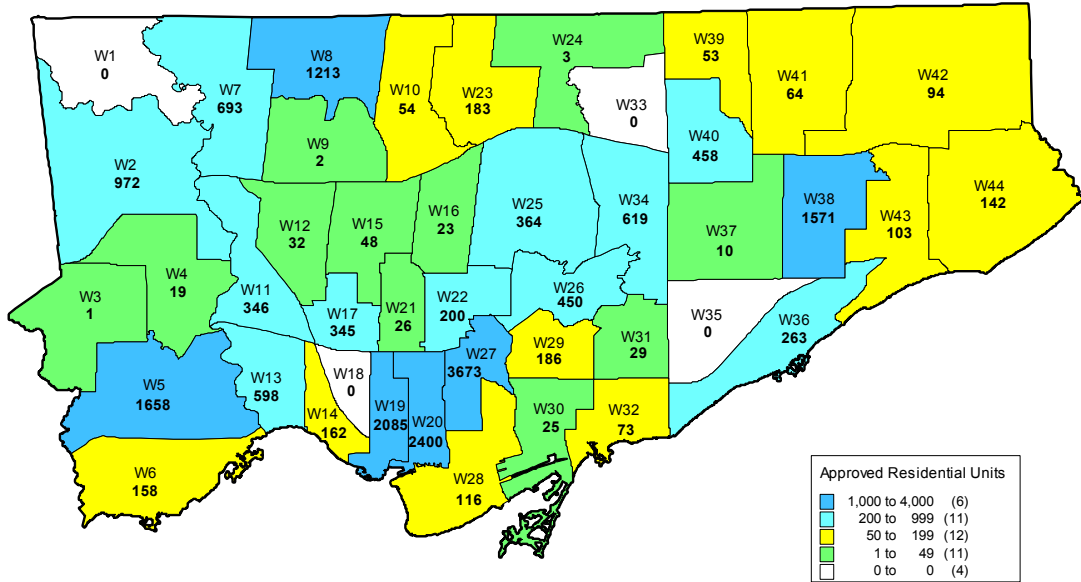 W1
0
W2
972
W3
1
W4
19
W5
1658
W6
158
W7
693
W8
1213
W9
2
W10
54
W11
346
W12
32
W13
598
W14
162
W15
48
W16
23
W17
345
W18
0
W19
2085
W20
2400
W21
26
W22
200
W23
183
W24
3
W25
364
W26
450
W27
3673
W28
116
W29
186
W30
25
W31
29
W32
73
W33
0
W34
619
W35
0
W36
263
W37
10
W38
1571
W39
53
W40
458
W41
64
W42
94
W43
103
W44
142
Approved Residential Units
1,000 to 4,000 (6)
200 to 999 (11)
50 to 199 (12)
1 to 49 (11)
0 to 0 (4)